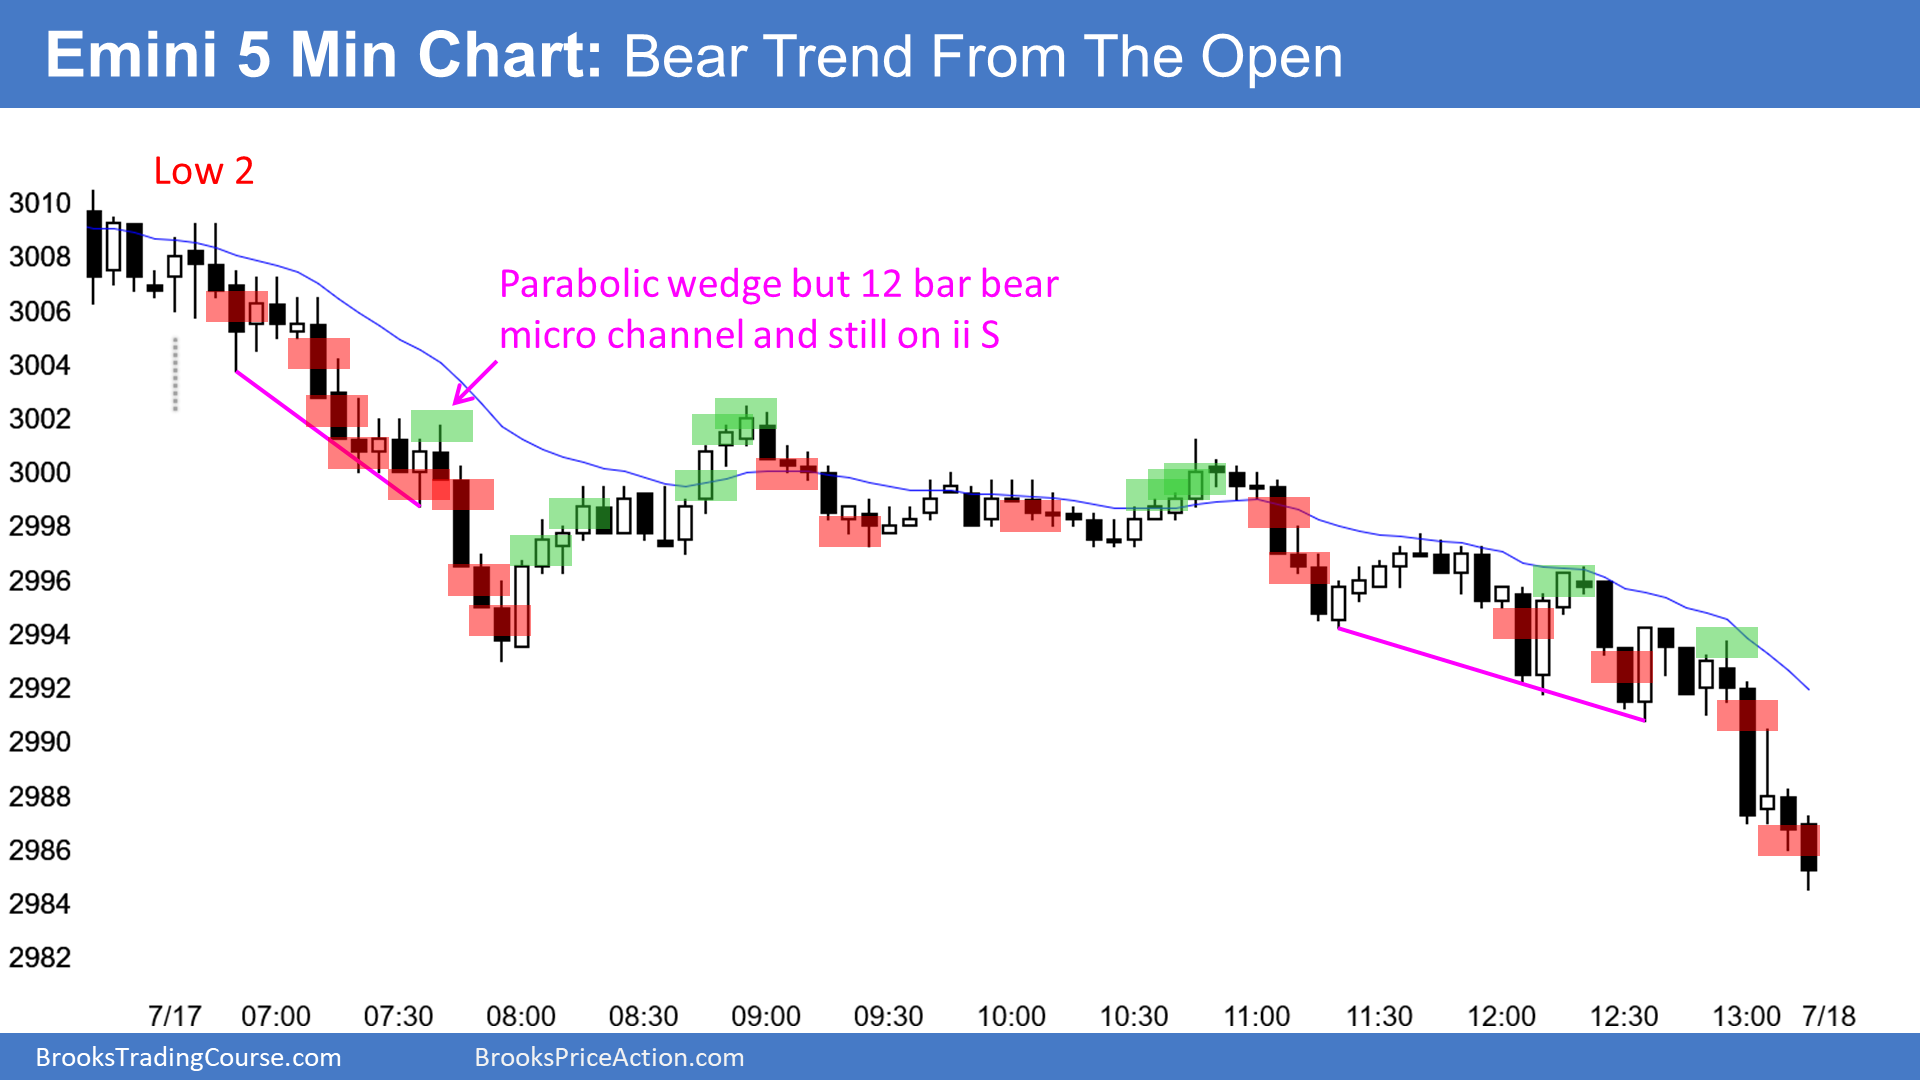 Emini 5 Min Chart: Bear Trend From The Open
Low 2
Parabolic wedge but 12 bar bear
micro channel and still on ii S
3010
3008
3006
3004
3002
3000
2998
2996
2994
2992
2990
2988
2986
2984
2982
7/17 07:00 07:30 08:00 08:30 09:00 09:30 10:00 10:30 11:00 11:30 12:00 12:30 13:00 7/18
BrooksTradingCourse.com BrooksPriceAction.com